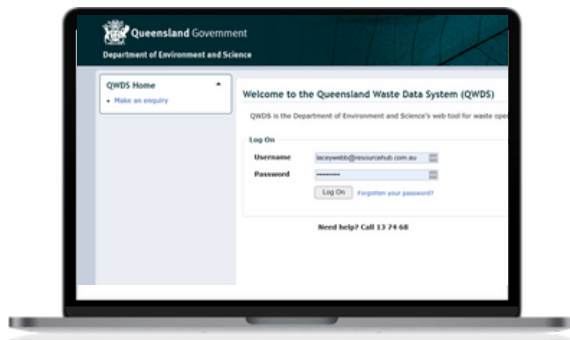 Queensland Government
Department of Environment and Science
QWDS Home
Make an enquiry
Welcome to the Queensland Waste Data System (QWDS)
QWDS is the Department of Environment and Science's web tool for waste oper
Log On
Username
laceywebb@resourcehub.com.au
Password
Log On
Forgotten your password?
Need help? Call 13 74 68